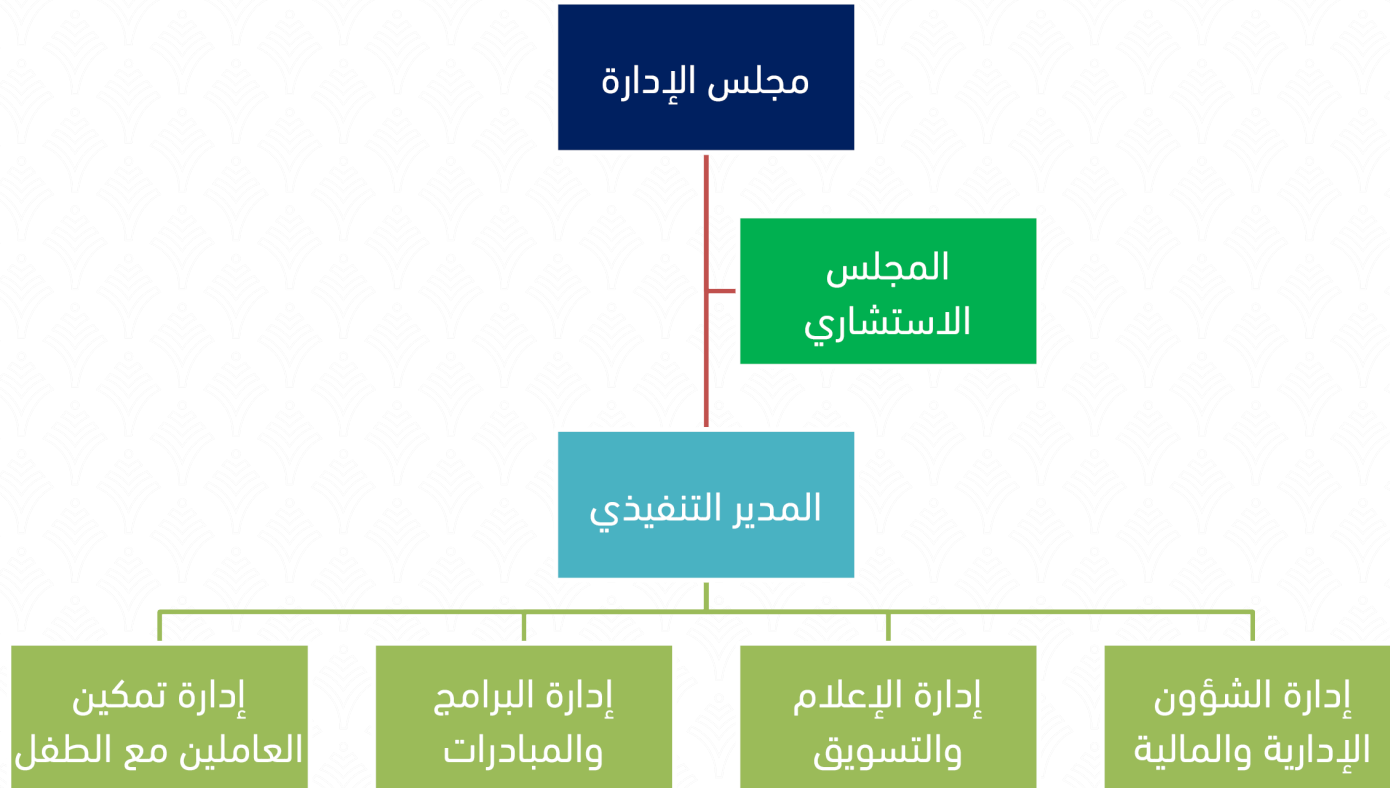 مجلس الإدارة
المجلس
الاستشاري
المدير التنفيذي
إدارة الشؤون
الإدارية والمالية
إدارة الإعلام
والتسويق
إدارة البرامج
والمبادرات
إدارة تمكين
العاملين مع الطفل